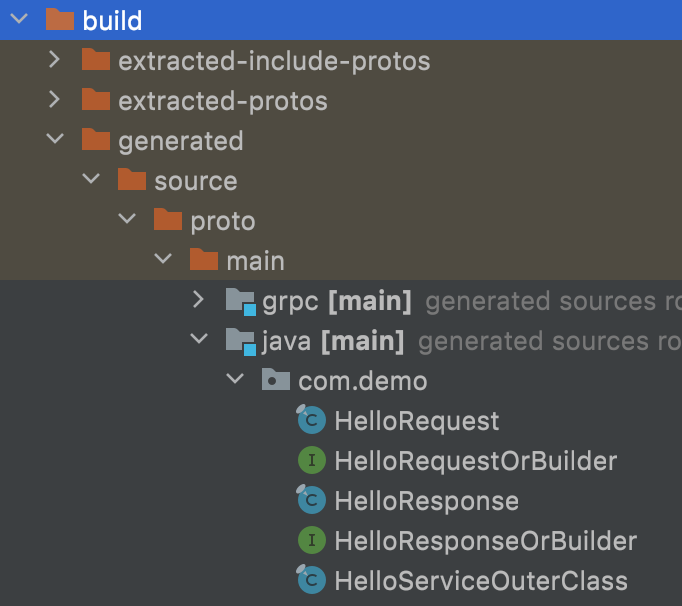 build
extracted-include-protos
extracted-protos
generated
source
proto
main
grpc [main] generated sources ro
java [main] generated sources ro
com.demo
C HelloRequest
I HelloRequestOrBuilder
C HelloResponse
I HelloResponseOrBuilder
C HelloServiceOuterClass